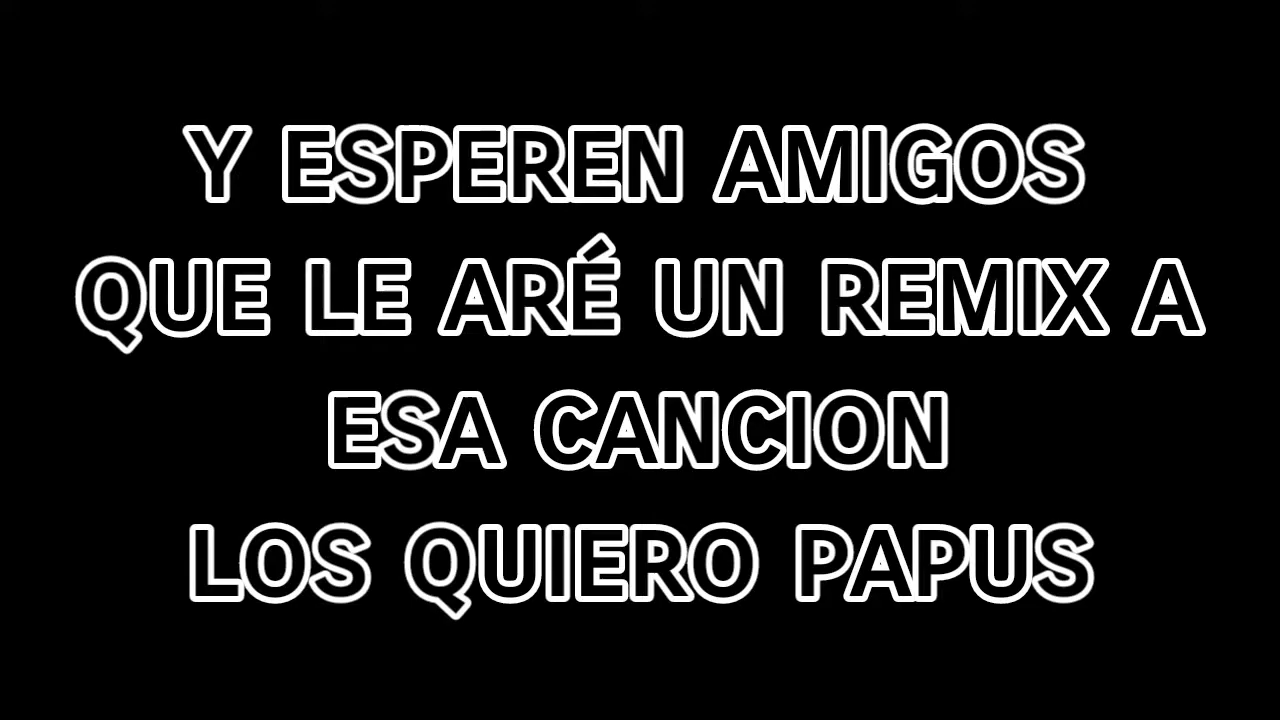 Y ESPEREN AMIGOS
QUE LE ARÉ UN REMIX A
ESA CANCION
LOS QUIERO PAPUS